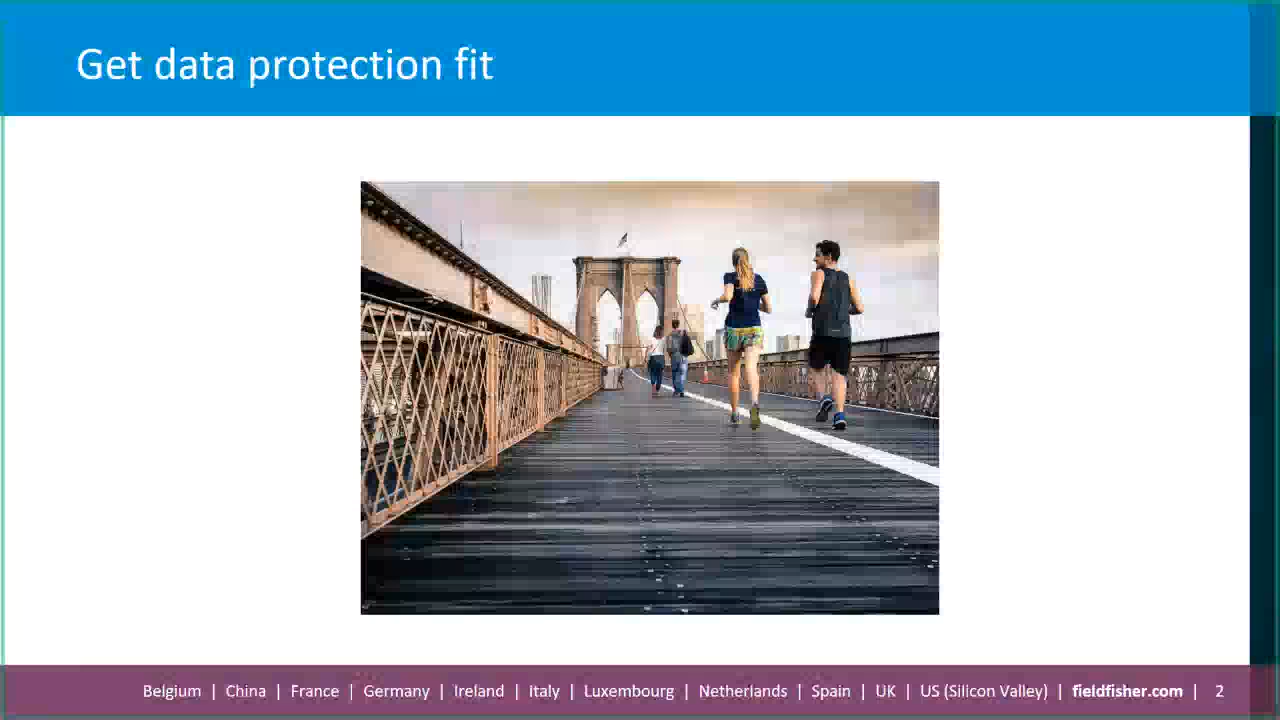 Get data protection fit
Belgium | China | France | Germany | Ireland | Italy | Luxembourg | Netherlands | Spain | UK | US (Silicon Valley) | fieldfisher.com | 2